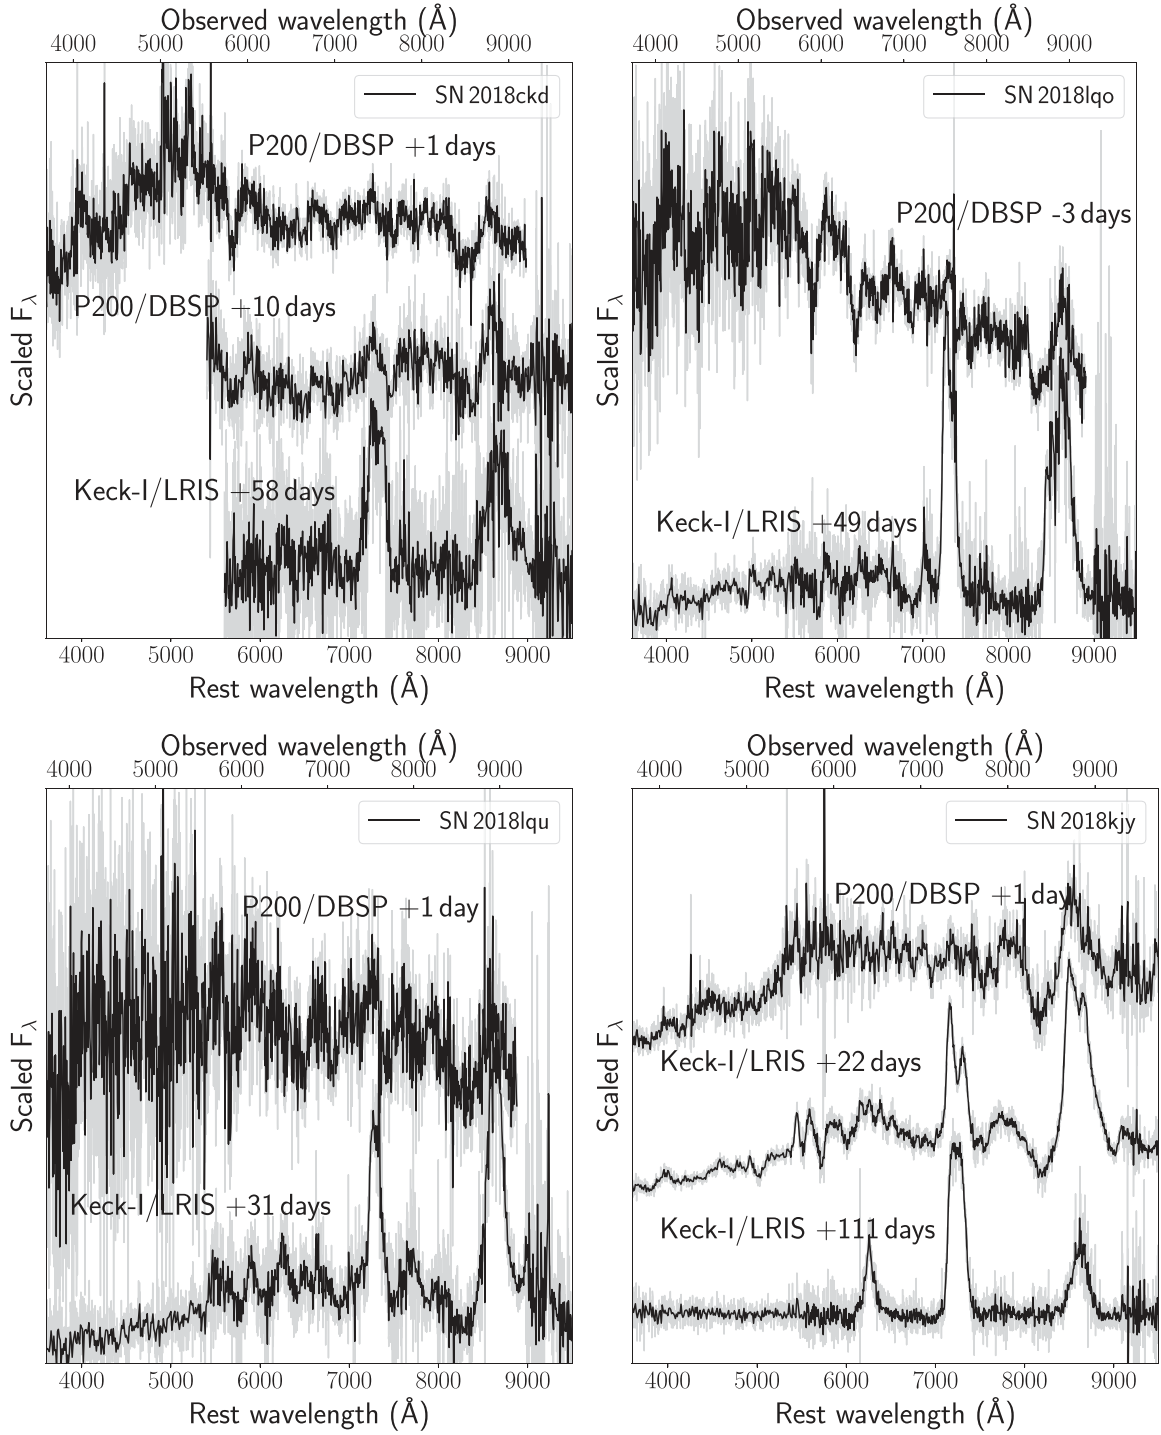 Observed wavelength (Å)
4000 5000 6000 7000 8000 9000
SN 2018ckd
P200/DBSP +1 days
P200/DBSP +10 days
Keck-I/LRIS +58 days
Scaled Fλ
4000 5000 6000 7000 8000 9000
Rest wavelength (Å)
Observed wavelength (Å)
4000 5000 6000 7000 8000 9000
SN 2018lqo
P200/DBSP -3 days
Keck-I/LRIS +49 days
Scaled Fλ
4000 5000 6000 7000 8000 9000
Rest wavelength (Å)
Observed wavelength (Å)
4000 5000 6000 7000 8000 9000
SN 2018lqu
P200/DBSP +1 day
Keck-I/LRIS +31 days
Scaled Fλ
4000 5000 6000 7000 8000 9000
Rest wavelength (Å)
Observed wavelength (Å)
4000 5000 6000 7000 8000 9000
SN 2018kjy
P200/DBSP +1 day
Keck-I/LRIS +22 days
Keck-I/LRIS +111 days
Scaled Fλ
4000 5000 6000 7000 8000 9000
Rest wavelength (Å)